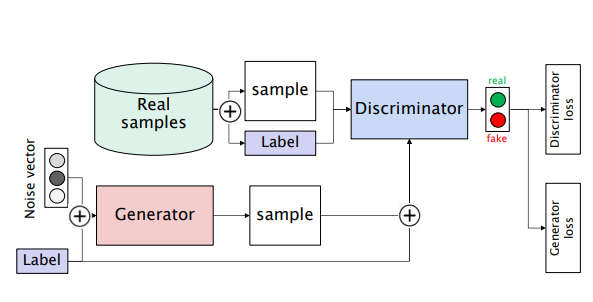 real
sample
Real
samples
Discriminator
Label
fake
Discriminator
loss
Noise vector
Generator
sample
Generator
loss
Label